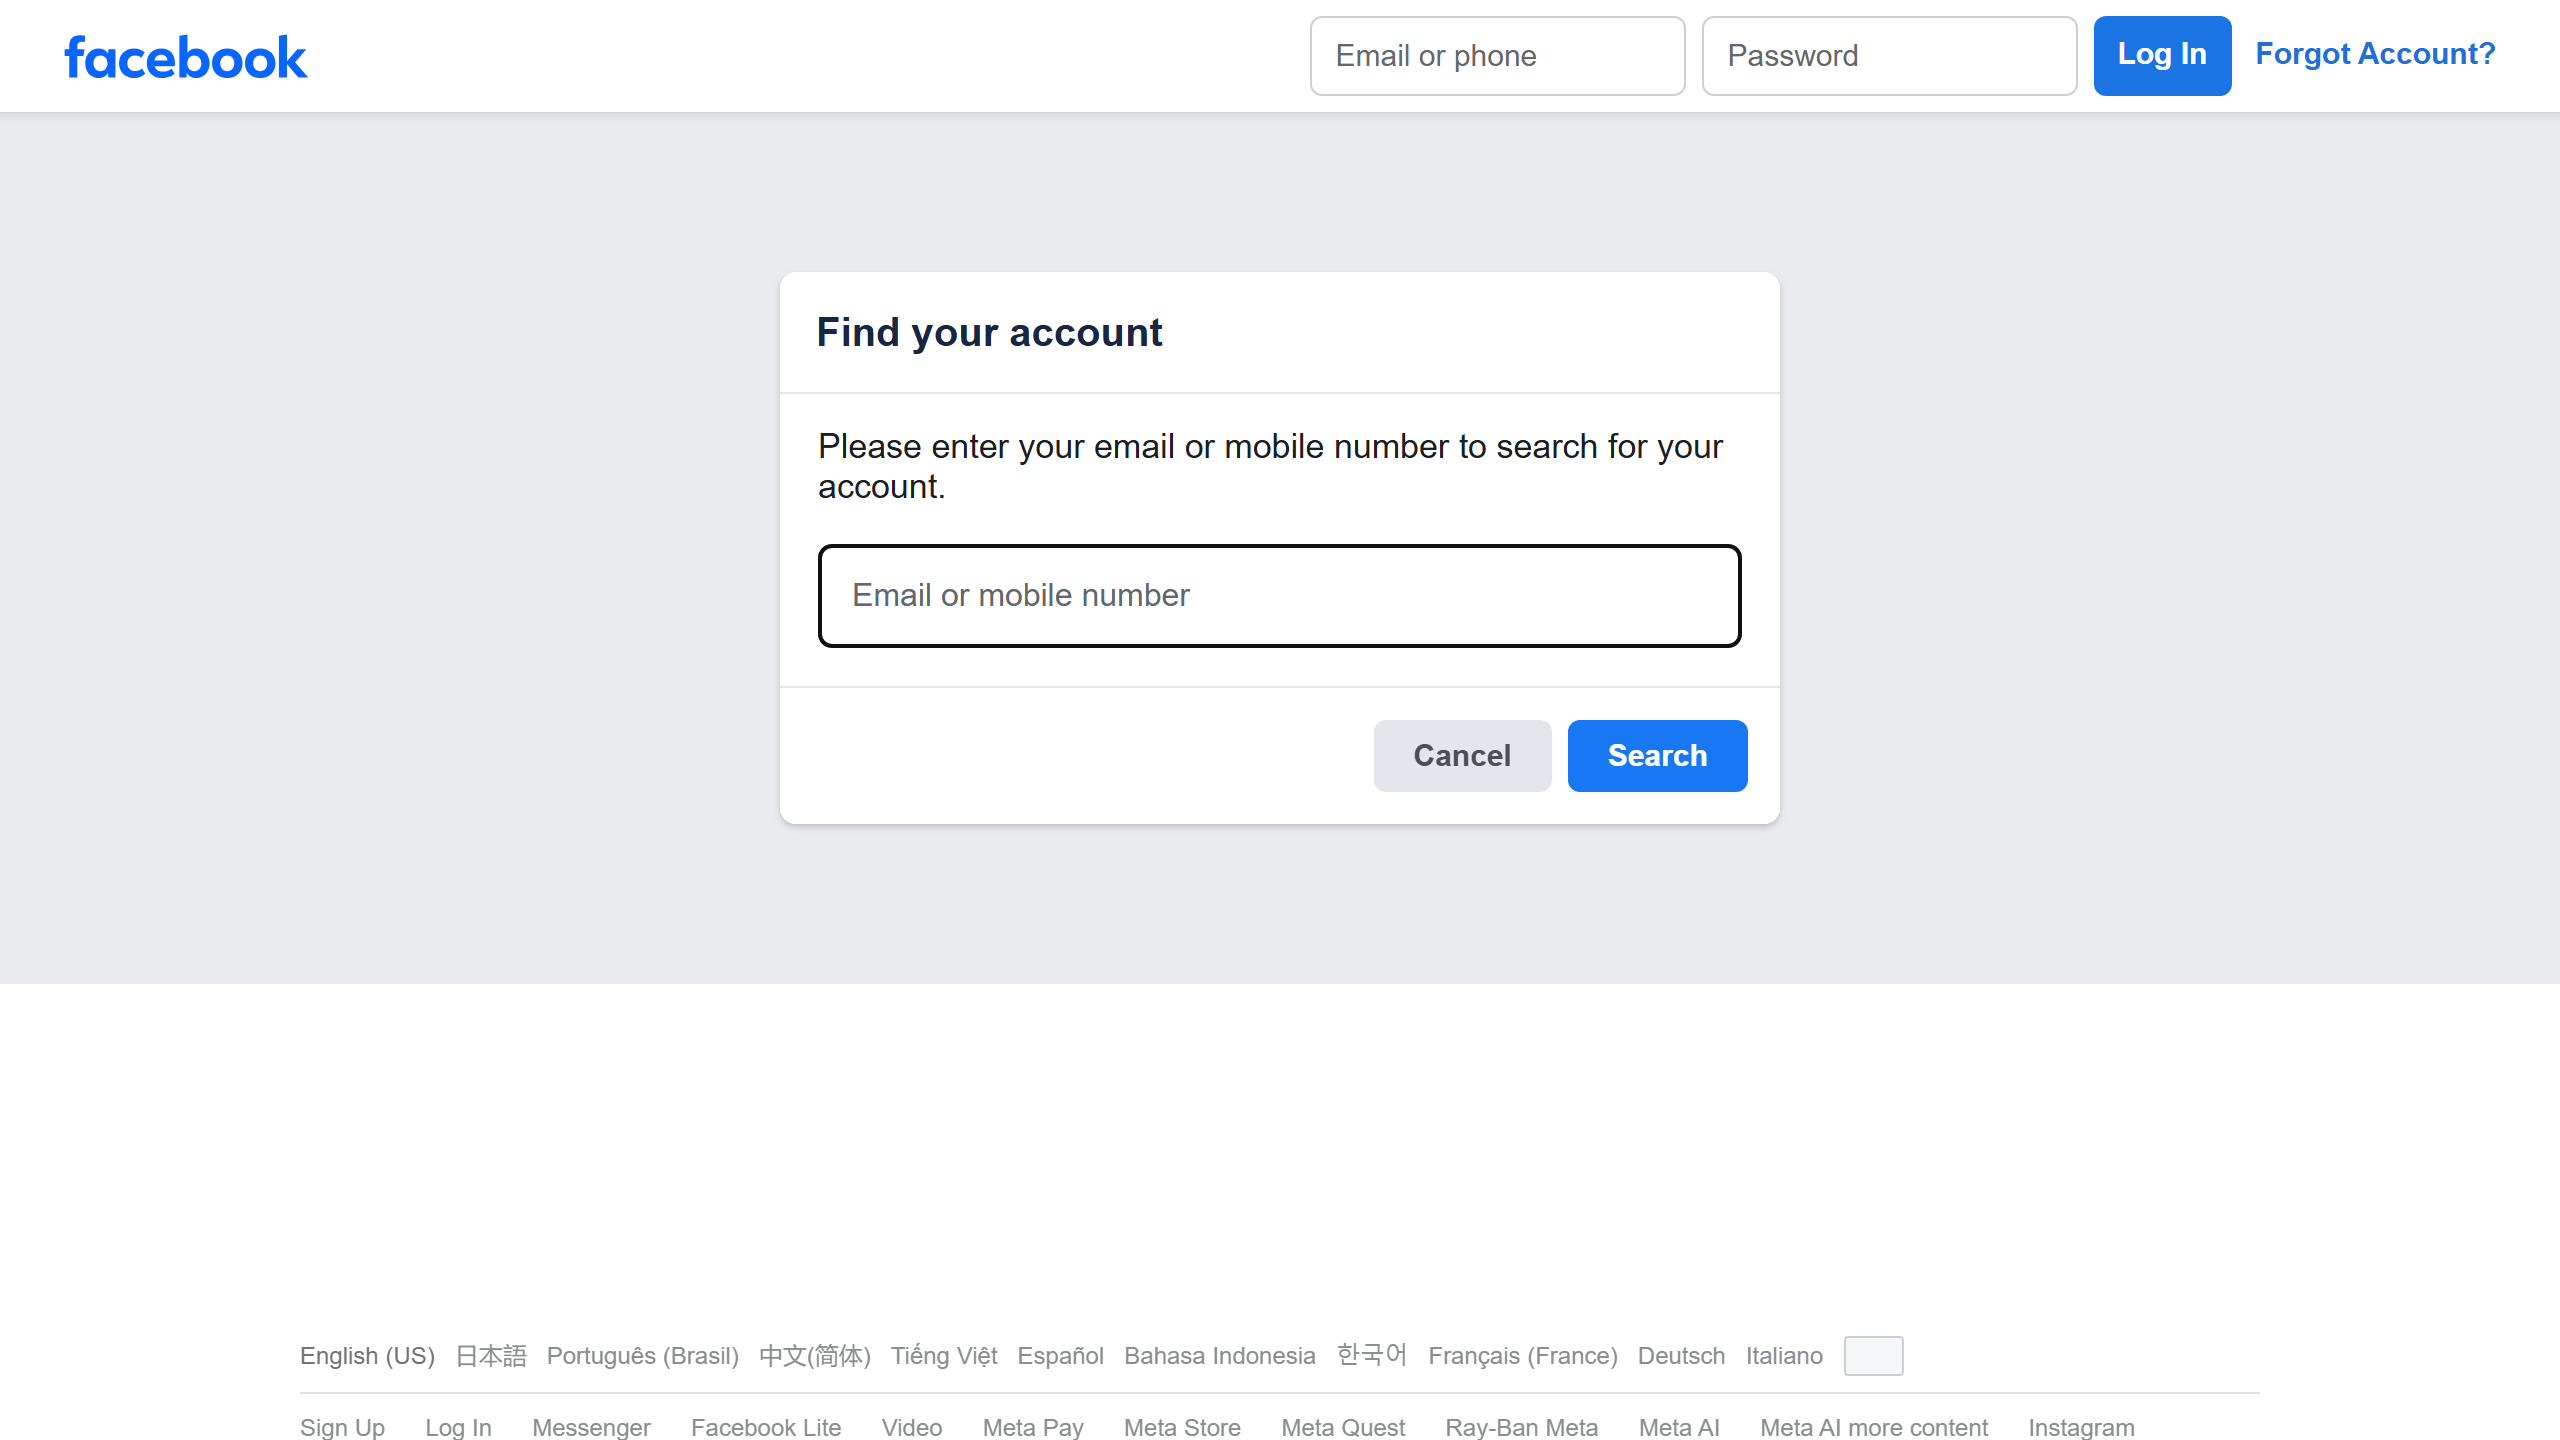 facebook
Email or phone
Password
Log In
Forgot Account?
Find your account
Please enter your email or mobile number to search for your
account.
Email or mobile number
Cancel
Search
English (US) 日本語 Português (Brasil) 中文(简体) Tiếng Việt Español Bahasa Indonesia 한국어 Français (France) Deutsch Italiano
Sign Up Log In Messenger Facebook Lite Video Meta Pay Meta Store Meta Quest Ray-Ban Meta Meta AI Meta AI more content Instagram